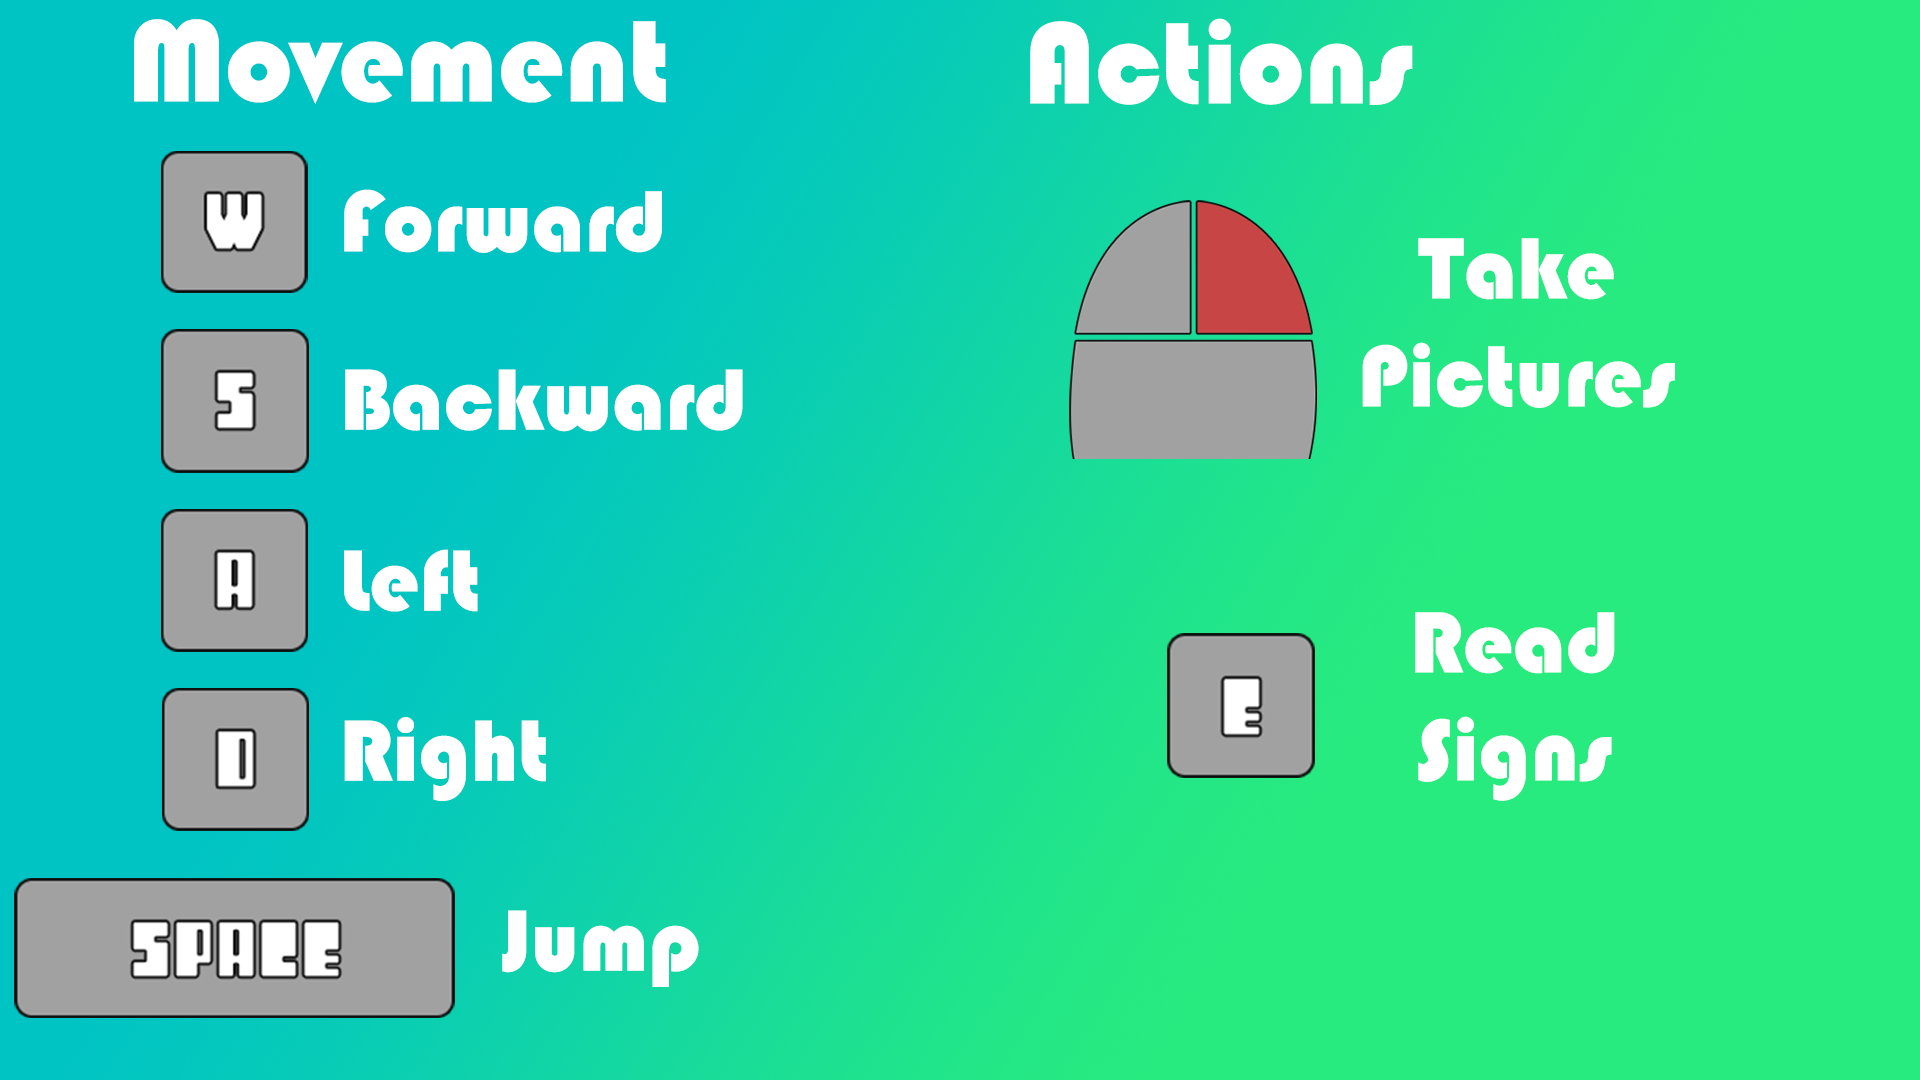 Movement
W Forward
S Backward
A Left
D Right
SPACE Jump
Actions
Take
Pictures
E
Read
Signs